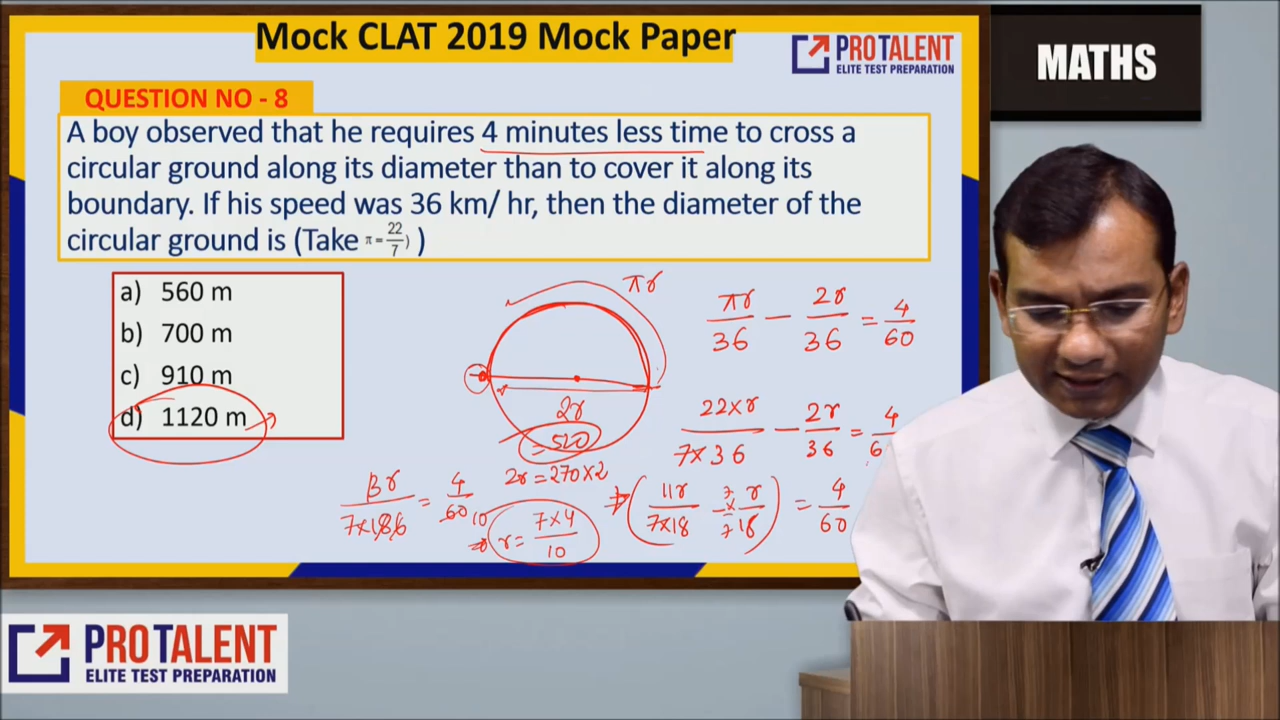 Mock CLAT 2019 Mock Paper
PROTALENT
ELITE TEST PREPARATION
MATHS
QUESTION NO - 8
A boy observed that he requires 4 minutes less time to cross a
circular ground along its diameter than to cover it along its
boundary. If his speed was 36 km/ hr, then the diameter of the
circular ground is (Take π = 22/7) )
a) 560 m
b) 700 m
c) 910 m
d) 1120 m
πr
2r
2r = 270 × 2
πr/36 − 2r/36 = 4/60
22×r/7×36 − 2r/36 = 4/
11r/7×18 − 7/7 × r/18 = 4/60
= 4/60 10
r = 7×4/10
PROTALENT
ELITE TEST PREPARATION